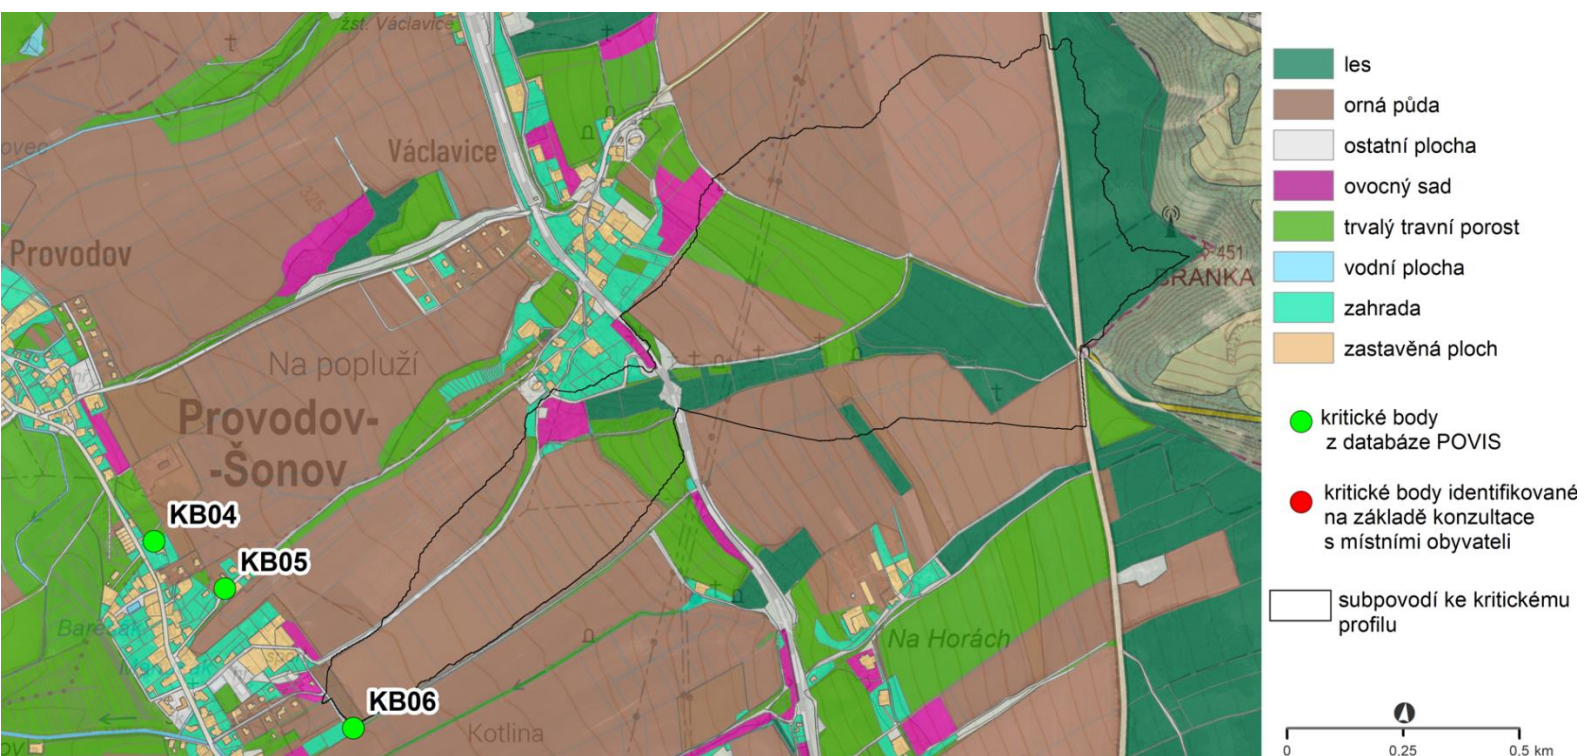 žst. Václavice
Václavice
325
Provodov
Na popluží
Provodov-
-Šonov
KB04
KB05
KB06
Kotlina
Na Horách
451
BRANKA
les
orná půda
ostatní plocha
ovocný sad
trvalý travní porost
vodní plocha
zahrada
zastavěná ploch
kritické body
z databáze POVIS
kritické body identifikované
na základě konzultace
s místními obyvateli
subpovodí ke kritickému
profilu
0 0,25 0,5 km